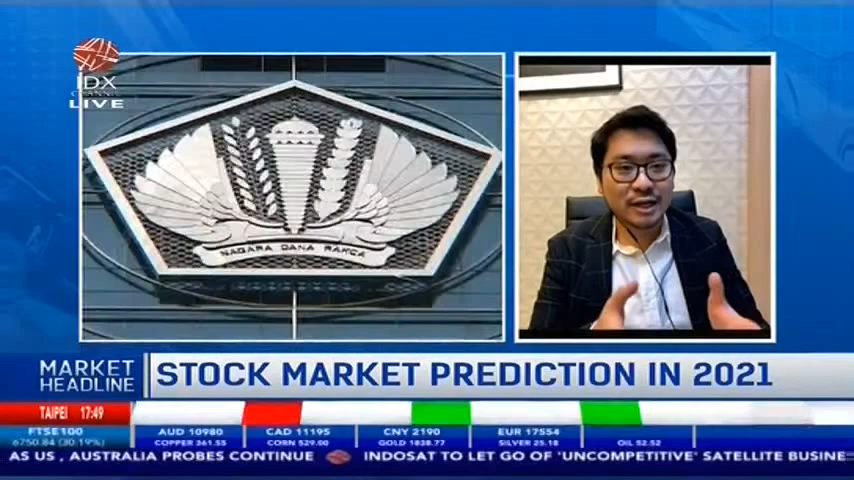 IDX
CHANNEL
LIVE
NAGARA DANA RAKCA
MARKET
HEADLINE
STOCK MARKET PREDICTION IN 2021
TAIPEI 17:49
FTSE100
6750.84 (30.19%)
AUD 10980
COPPER 361.55
CAD 11195
CORN 529.00
CNY 2190
GOLD 1838.77
EUR 17554
SILVER 25.18
OIL 52.52
AS US , AUSTRALIA PROBES CONTINUE
INDOSAT TO LET GO OF 'UNCOMPETITIVE' SATELLITE BUSINE